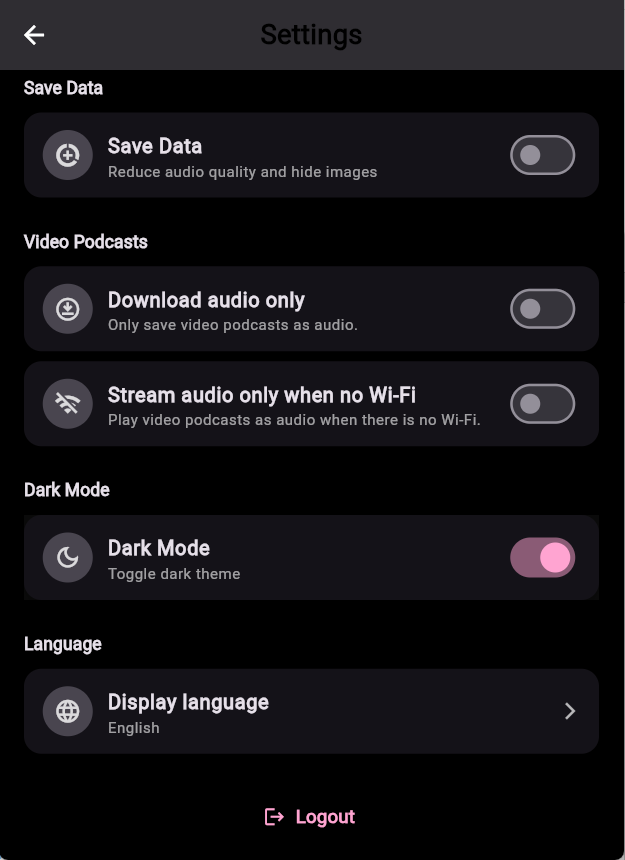 Settings
Save Data
Save Data
Reduce audio quality and hide images
Video Podcasts
Download audio only
Only save video podcasts as audio.
Stream audio only when no Wi-Fi
Play video podcasts as audio when there is no Wi-Fi.
Dark Mode
Dark Mode
Toggle dark theme
Language
Display language
English
Logout